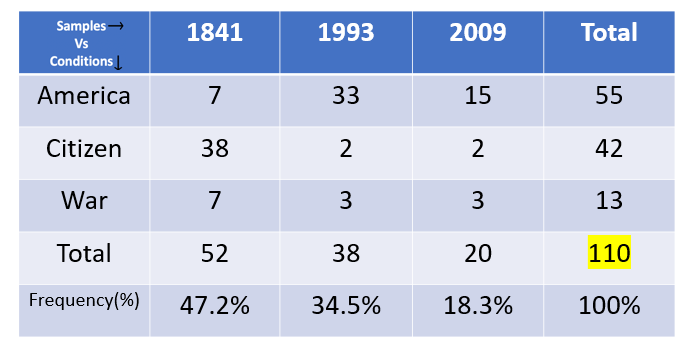 Samples→ 1841 1993 2009 Total
Vs
Conditions↓
America 7 33 15 55
Citizen 38 2 2 42
War 7 3 3 13
Total 52 38 20 110
Frequency(%) 47.2% 34.5% 18.3% 100%